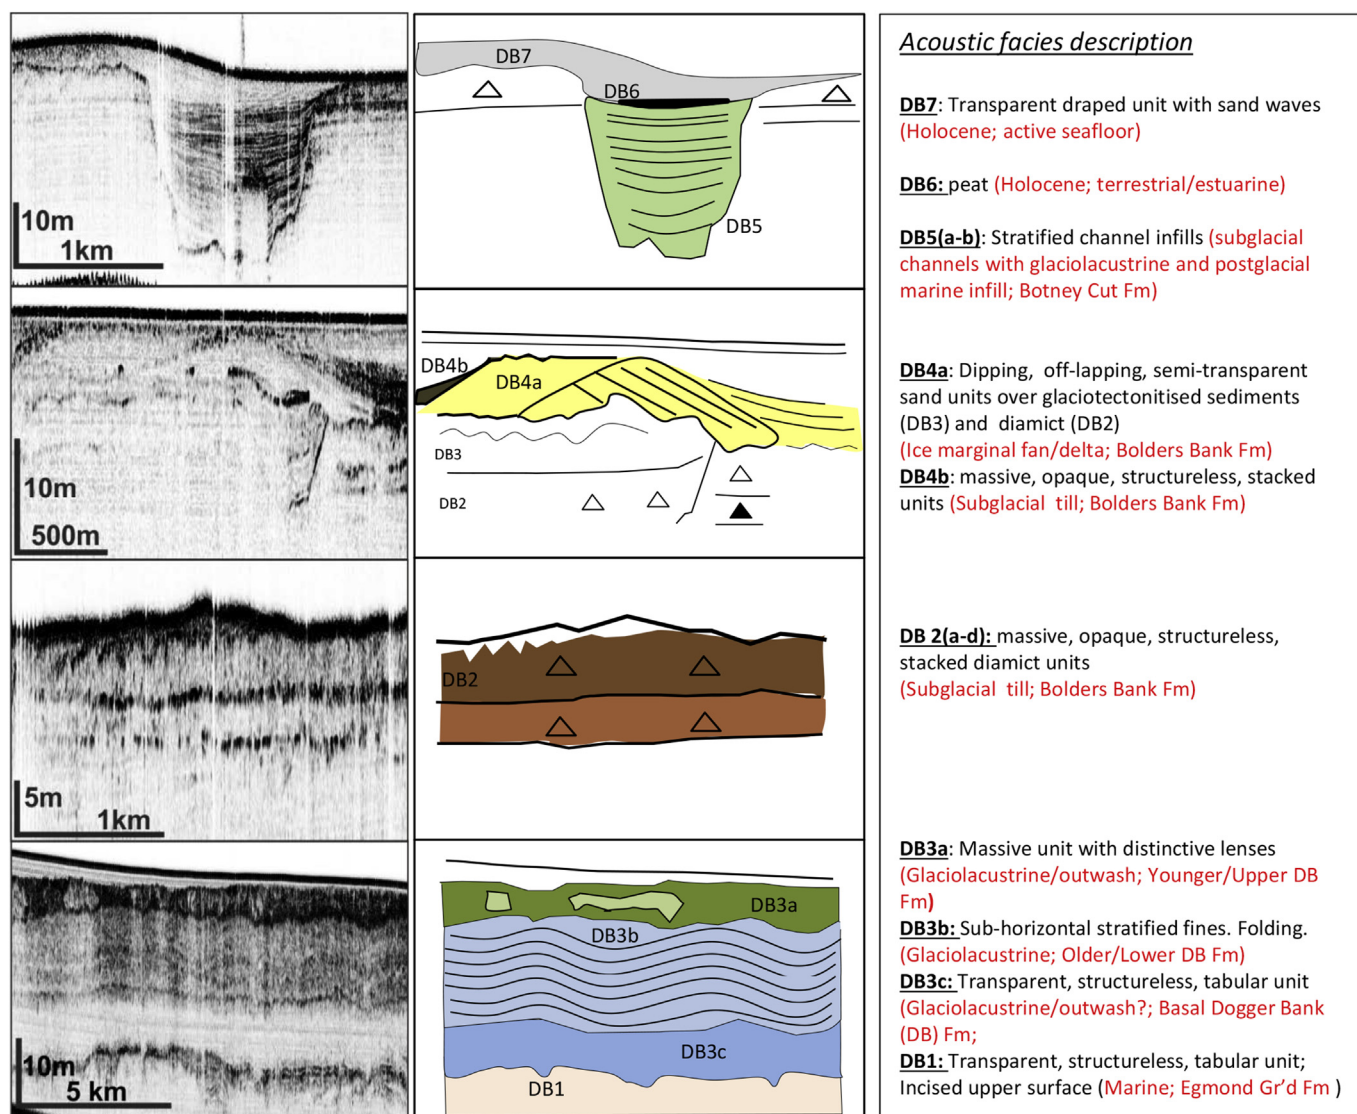 10m
1km
DB7
DB6
DB5
10m
500m
DB4b
DB4a
DB3
DB2
5m
1km
DB2
10m
5 km
DB3a
DB3b
DB3c
DB1
Acoustic facies description
DB7: Transparent draped unit with sand waves
(Holocene; active seafloor)
DB6: peat (Holocene; terrestrial/estuarine)
DB5(a-b): Stratified channel infills (subglacial
channels with glaciolacustrine and postglacial
marine infill; Botney Cut Fm)
DB4a: Dipping, off-lapping, semi-transparent
sand units over glaciotectonitised sediments
(DB3) and diamict (DB2)
(Ice marginal fan/delta; Bolders Bank Fm)
DB4b: massive, opaque, structureless, stacked
units (Subglacial till; Bolders Bank Fm)
DB 2(a-d): massive, opaque, structureless,
stacked diamict units
(Subglacial till; Bolders Bank Fm)
DB3a: Massive unit with distinctive lenses
(Glaciolacustrine/outwash; Younger/Upper DB
Fm)
DB3b: Sub-horizontal stratified fines. Folding.
(Glaciolacustrine; Older/Lower DB Fm)
DB3c: Transparent, structureless, tabular unit
(Glaciolacustrine/outwash?; Basal Dogger Bank
(DB) Fm;
DB1: Transparent, structureless, tabular unit;
Incised upper surface (Marine; Egmond Gr'd Fm )